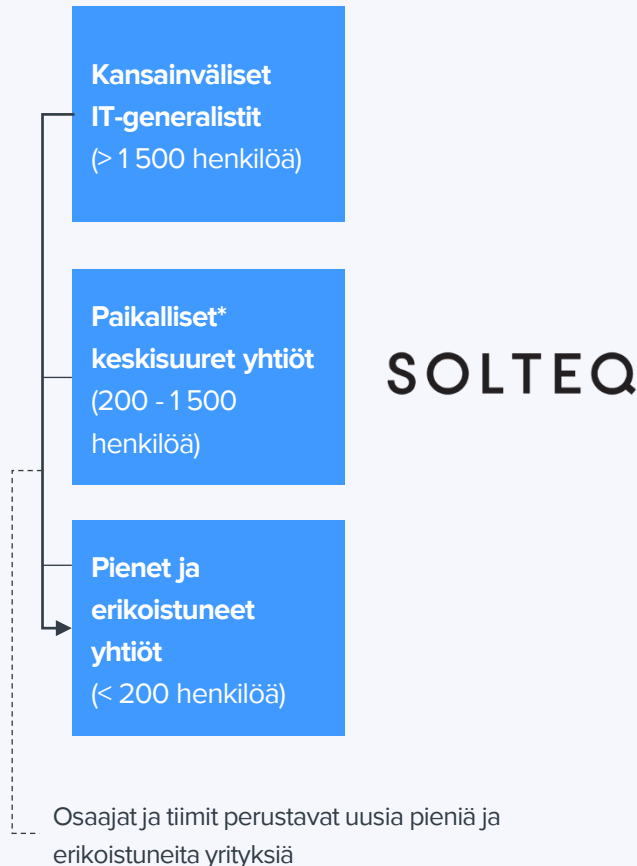 Kansainväliset
IT-generalistit
(> 1 500 henkilöä)
Paikalliset*
keskisuuret yhtiöt
(200 - 1 500
henkilöä)
SOLTEQ
Pienet ja
erikoistuneet
yhtiöt
(< 200 henkilöä)
Osaajat ja tiimit perustavat uusia pieniä ja
erikoistuneita yrityksiä